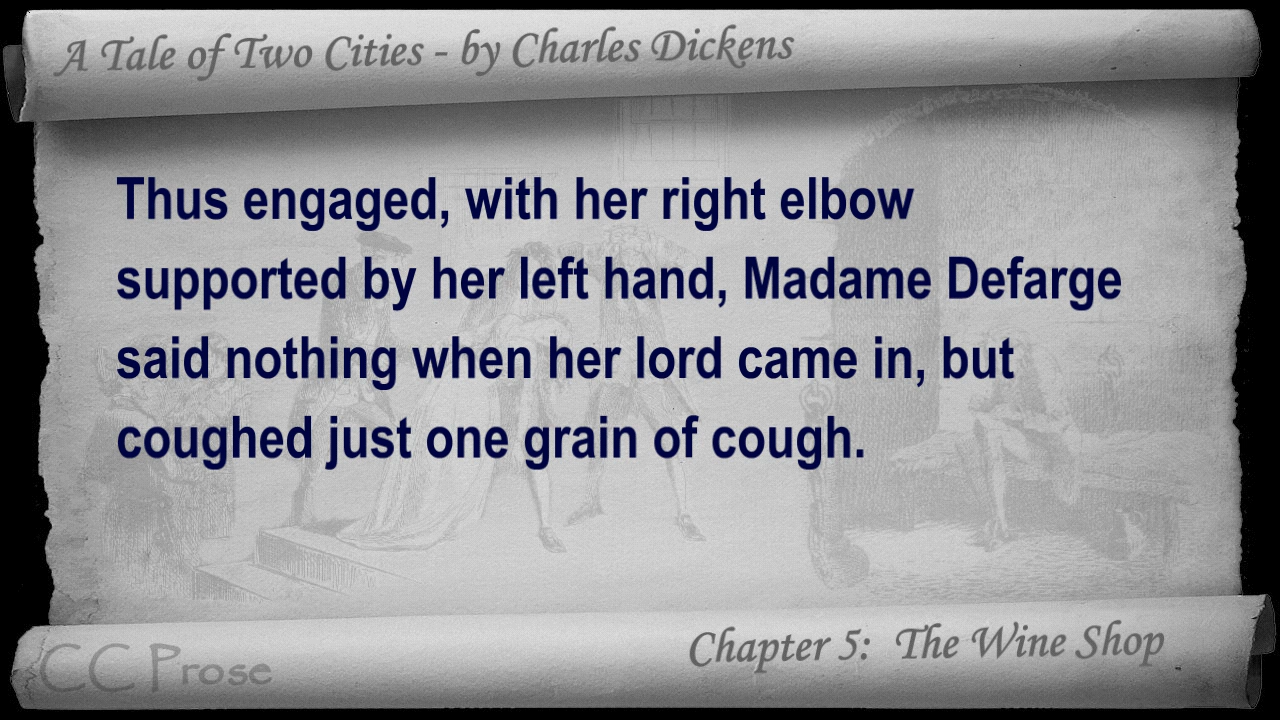 A Tale of Two Cities - by Charles Dickens
Thus engaged, with her right elbow
supported by her left hand, Madame Defarge
said nothing when her lord came in, but
coughed just one grain of cough.
Chapter 5: The Wine Shop
CC Prose